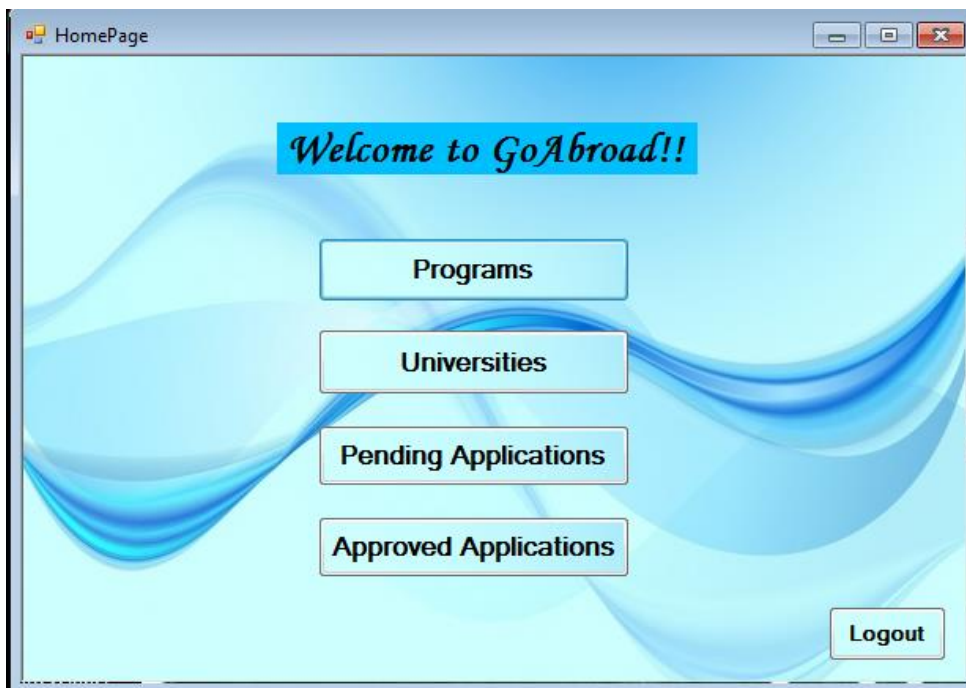 HomePage
Welcome to GoAbroad!!
Programs
Universities
Pending Applications
Approved Applications
Logout